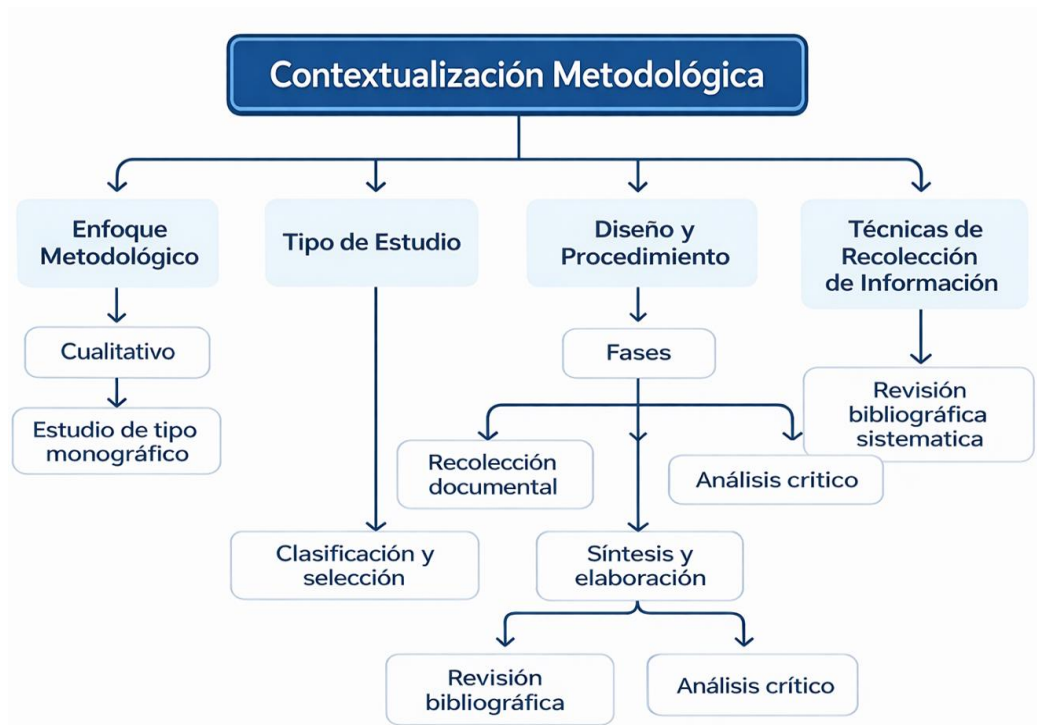 Contextualización Metodológica
Enfoque
Metodológico
Tipo de Estudio
Diseño y
Procedimiento
Técnicas de
Recolección
de Información
Cualitativo
Fases
Estudio de tipo
monográfico
Revisión
bibliográfica
sistematica
Recolección
documental
Análisis critico
Clasificación y
selección
Síntesis y
elaboración
Revisión
bibliográfica
Análisis crítico